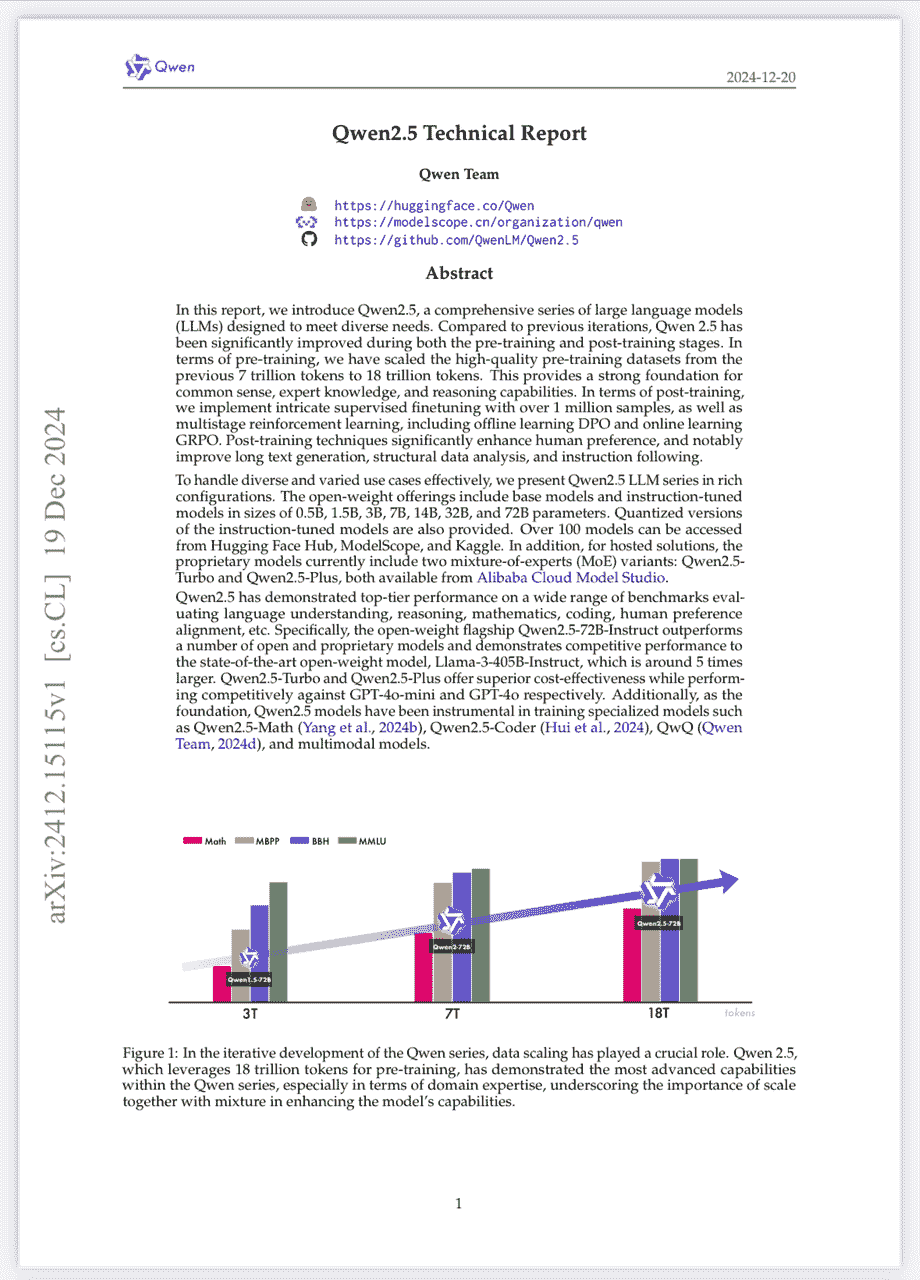 Qwen
2024-12-20
Qwen2.5 Technical Report
Qwen Team
https://huggingface.co/Qwen
https://modelscope.cn/organization/qwen
https://github.com/QwenLM/Qwen2.5
Abstract
In this report, we introduce Qwen2.5, a comprehensive series of large language models
(LLMs) designed to meet diverse needs. Compared to previous iterations, Qwen 2.5 has
been significantly improved during both the pre-training and post-training stages. In
terms of pre-training, we have scaled the high-quality pre-training datasets from the
previous 7 trillion tokens to 18 trillion tokens. This provides a strong foundation for
common sense, expert knowledge, and reasoning capabilities. In terms of post-training,
we implement intricate supervised finetuning with over 1 million samples, as well as
multistage reinforcement learning, including offline learning DPO and online learning
GRPO. Post-training techniques significantly enhance human preference, and notably
improve long text generation, structural data analysis, and instruction following.
To handle diverse and varied use cases effectively, we present Qwen2.5 LLM series in rich
configurations. The open-weight offerings include base models and instruction-tuned
models in sizes of 0.5B, 1.5B, 3B, 7B, 14B, 32B, and 72B parameters. Quantized versions
of the instruction-tuned models are also provided. Over 100 models can be accessed
from Hugging Face Hub, ModelScope, and Kaggle. In addition, for hosted solutions, the
proprietary models currently include two mixture-of-experts (MoE) variants: Qwen2.5-
Turbo and Qwen2.5-Plus, both available from Alibaba Cloud Model Studio.
Qwen2.5 has demonstrated top-tier performance on a wide range of benchmarks eval-
uating language understanding, reasoning, mathematics, coding, human preference
alignment, etc. Specifically, the open-weight flagship Qwen2.5-72B-Instruct outperforms
a number of open and proprietary models and demonstrates competitive performance to
the state-of-the-art open-weight model, Llama-3-405B-Instruct, which is around 5 times
larger. Qwen2.5-Turbo and Qwen2.5-Plus offer superior cost-effectiveness while perform-
ing competitively against GPT-4o-mini and GPT-4o respectively. Additionally, as the
foundation, Qwen2.5 models have been instrumental in training specialized models such
as Qwen2.5-Math (Yang et al., 2024b), Qwen2.5-Coder (Hui et al., 2024), QwQ (Qwen
Team, 2024d), and multimodal models.
arXiv:2412.15115v1 [cs.CL] 19 Dec 2024
Math MBPP BBH MMLU
Qwen1.5-72B Qwen2-72B Qwen2.5-72B
3T 7T 18T tokens
Figure 1: In the iterative development of the Qwen series, data scaling has played a crucial role. Qwen 2.5,
which leverages 18 trillion tokens for pre-training, has demonstrated the most advanced capabilities
within the Qwen series, especially in terms of domain expertise, underscoring the importance of scale
together with mixture in enhancing the model's capabilities.
1